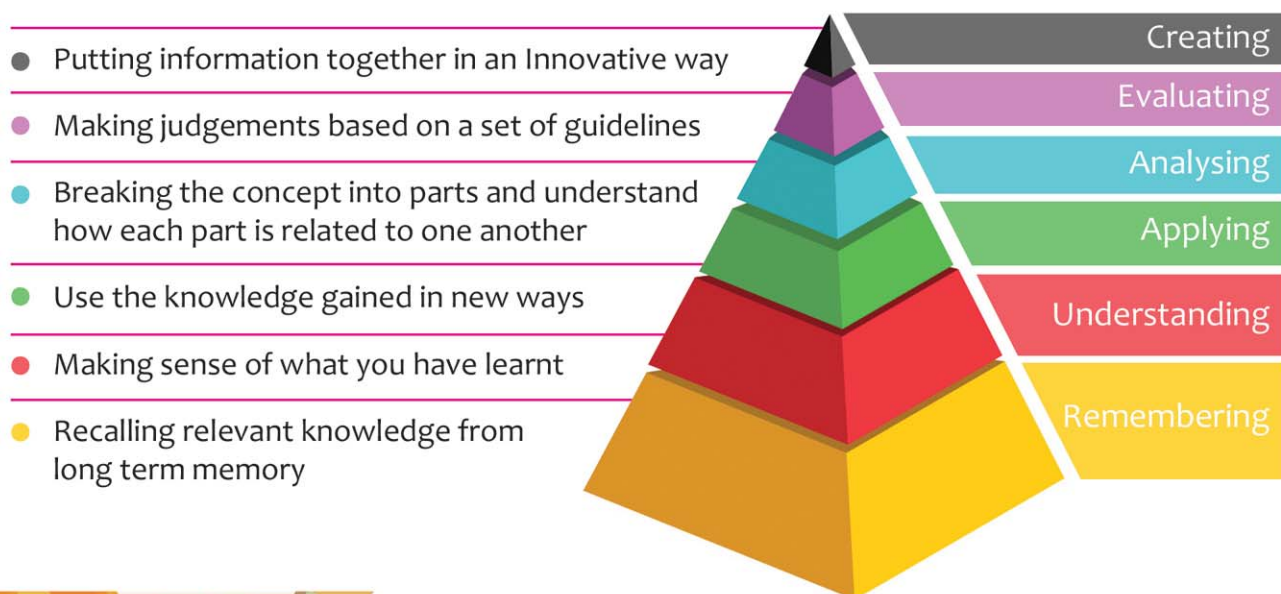 Putting information together in an Innovative way
Making judgements based on a set of guidelines
Breaking the concept into parts and understand
how each part is related to one another
Use the knowledge gained in new ways
Making sense of what you have learnt
Recalling relevant knowledge from
long term memory
Creating
Evaluating
Analysing
Applying
Understanding
Remembering